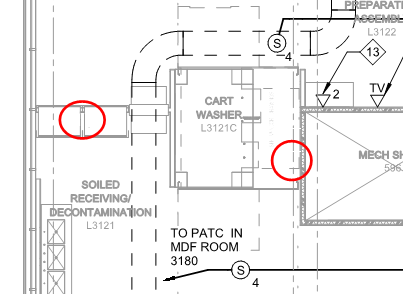 PREPARATI
ASSEMBL
L3122
S
4
13
2
TV
CART
WASHER
L3121C
MECH SH
596
SOILED
RECEIVING/
DECONTAMINATION
L3121
TO PATC IN
MDF ROOM
3180
S
4